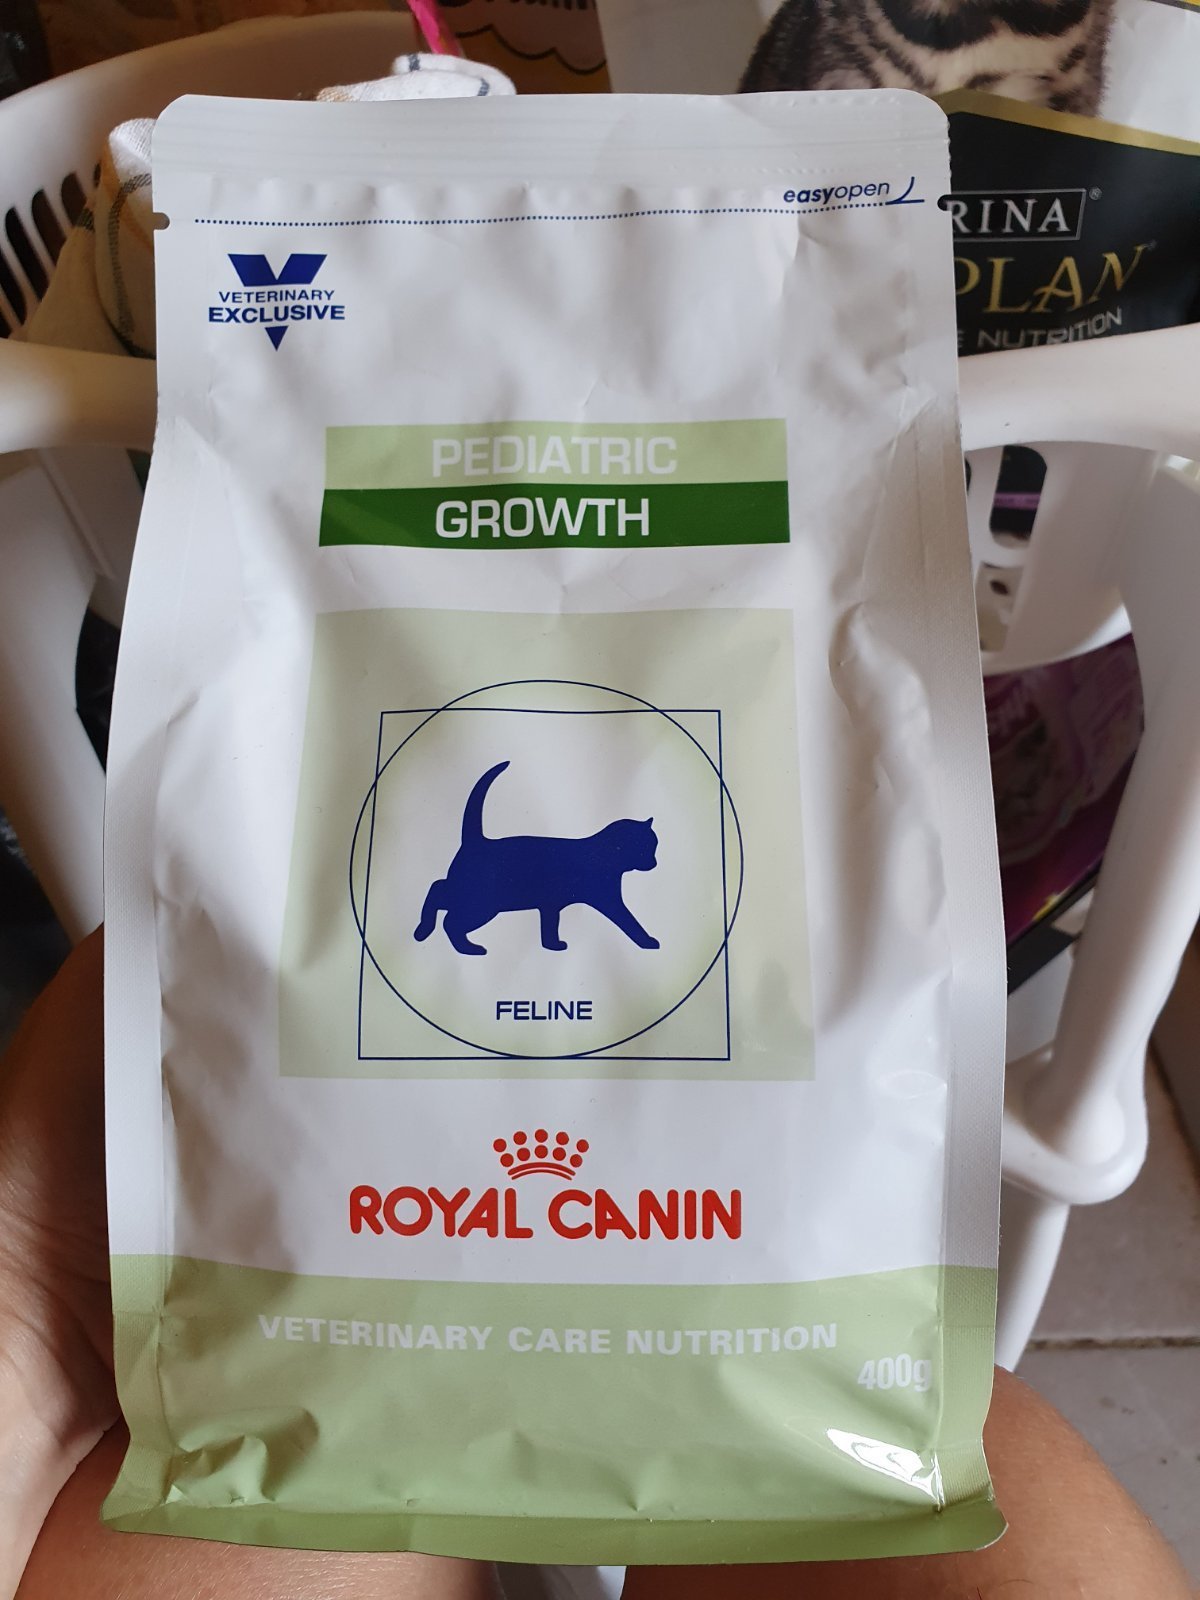 easyopen
VETERINARY
EXCLUSIVE
RINA®
PLAN
NUTRITION
PEDIATRIC
GROWTH
FELINE
ROYAL CANIN
VETERINARY CARE NUTRITION
400g